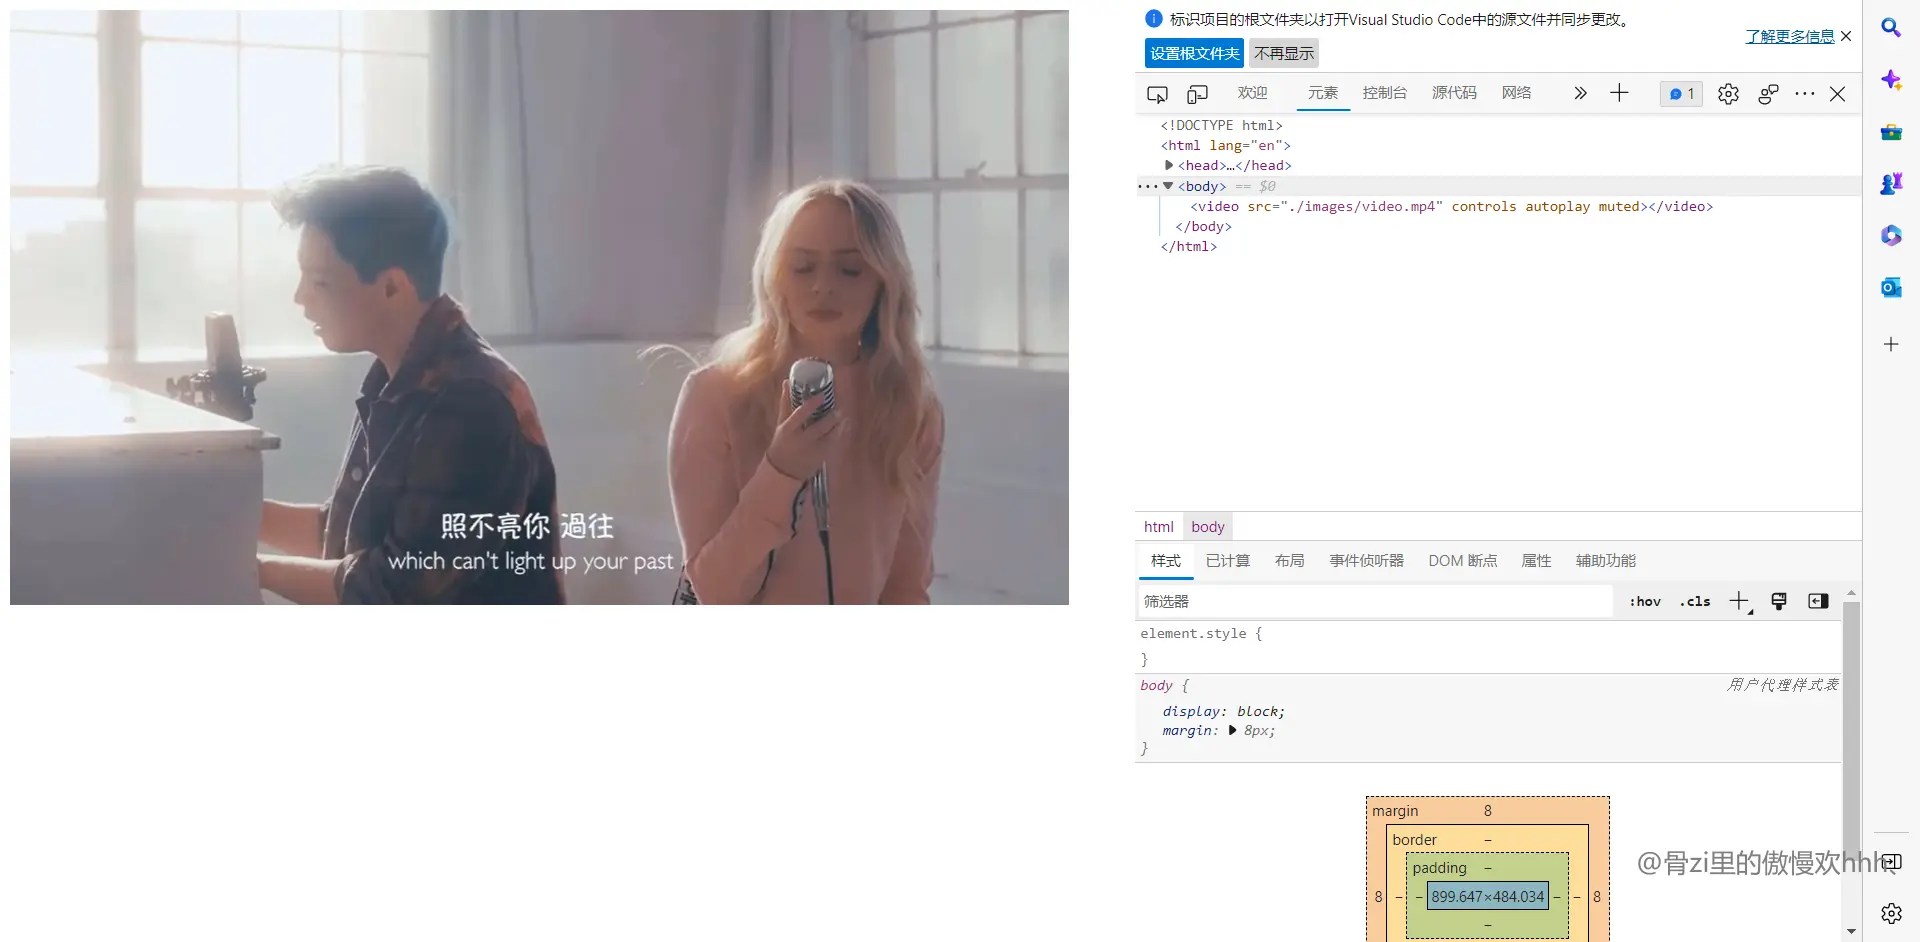 照不亮你 過往
which can't light up your past
标识项目的根文件夹以打开Visual Studio Code中的源文件并同步更改。
了解更多信息
设置根文件夹 不再显示
欢迎 元素 控制台 源代码 网络 1
<!DOCTYPE html>
<html lang="en">
<head>…</head>
<body> == $0
<video src="./images/video.mp4" controls autoplay muted></video>
</body>
</html>
html body
样式 已计算 布局 事件侦听器 DOM 断点 属性 辅助功能
筛选器 :hov .cls
element.style {
}
body { 用户代理样式表
display: block;
margin: 8px;
}
margin 8
border –
padding –
8 – – 899.647×484.034 – – 8
–
@骨zi里的傲慢欢hhh、